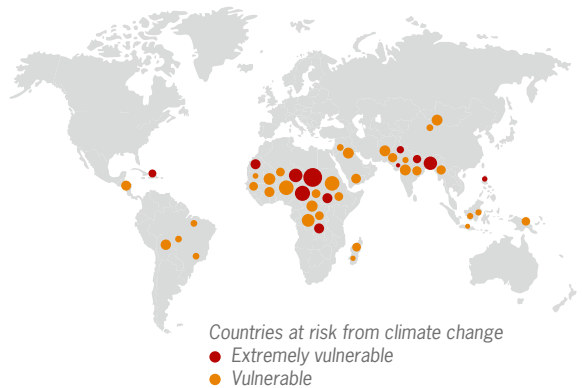 Countries at risk from climate change
Extremely vulnerable
Vulnerable